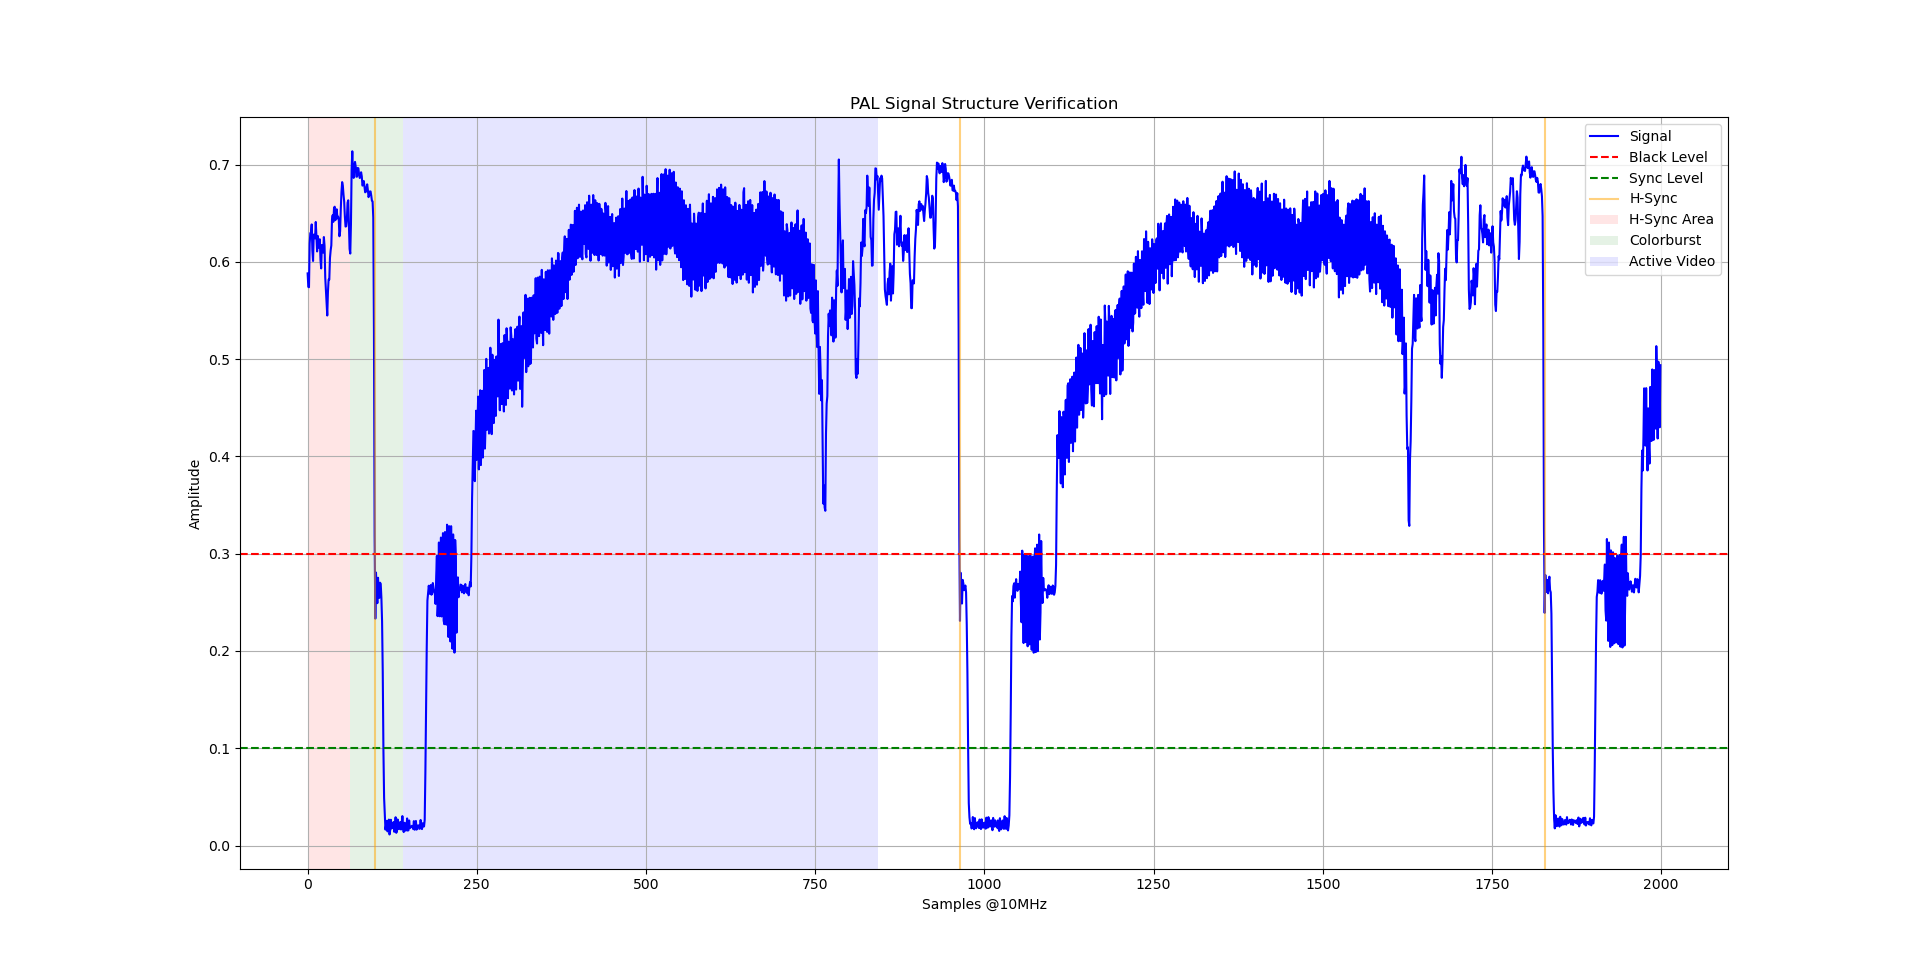 PAL Signal Structure Verification
Signal
Black Level
Sync Level
H-Sync
H-Sync Area
Colorburst
Active Video
0.7
0.6
0.5
0.4
0.3
0.2
0.1
0.0
Amplitude
0 250 500 750 1000 1250 1500 1750 2000
Samples @10MHz